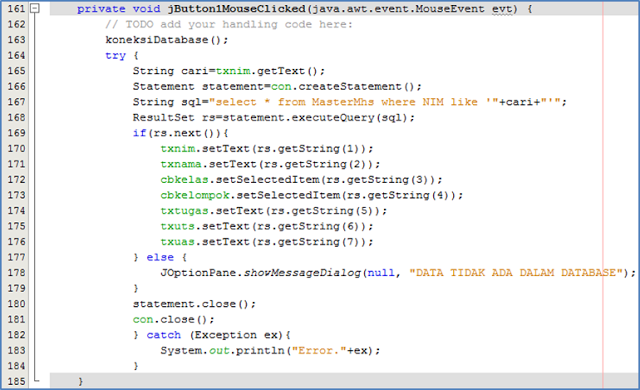 161 private void jButton1MouseClicked(java.awt.event.MouseEvent evt) {
162 // TODO add your handling code here:
163 koneksiDatabase();
164 try {
165 String cari=txnim.getText();
166 Statement statement=con.createStatement();
167 String sql="select * from MasterMhs where NIM like '"+cari+"'";
168 ResultSet rs=statement.executeQuery(sql);
169 if(rs.next()){
170 txnim.setText(rs.getString(1));
171 txnama.setText(rs.getString(2));
172 cbkelas.setSelectedItem(rs.getString(3));
173 cbkelompok.setSelectedItem(rs.getString(4));
174 txtugas.setText(rs.getString(5));
175 txuts.setText(rs.getString(6));
176 txuas.setText(rs.getString(7));
177 } else {
178 JOptionPane.showMessageDialog(null, "DATA TIDAK ADA DALAM DATABASE");
179 }
180 statement.close();
181 con.close();
182 } catch (Exception ex){
183 System.out.println("Error."+ex);
184 }
185 }